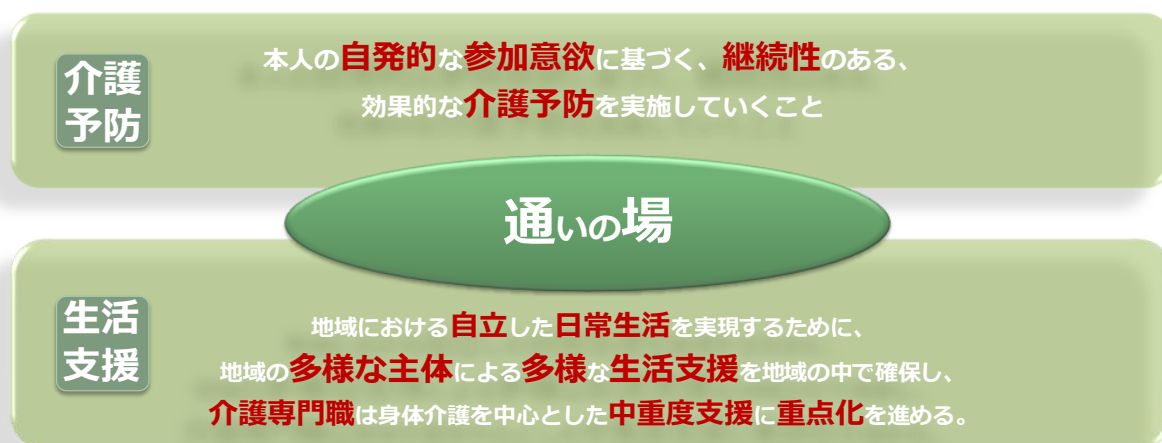 介護
予防
本人の自発的な参加意欲に基づく、継続性のある、
効果的な介護予防を実施していくこと
通いの場
生活
支援
地域における自立した日常生活を実現するために、
地域の多様な主体による多様な生活支援を地域の中で確保し、
介護専門職は身体介護を中心とした中重度支援に重点化を進める。